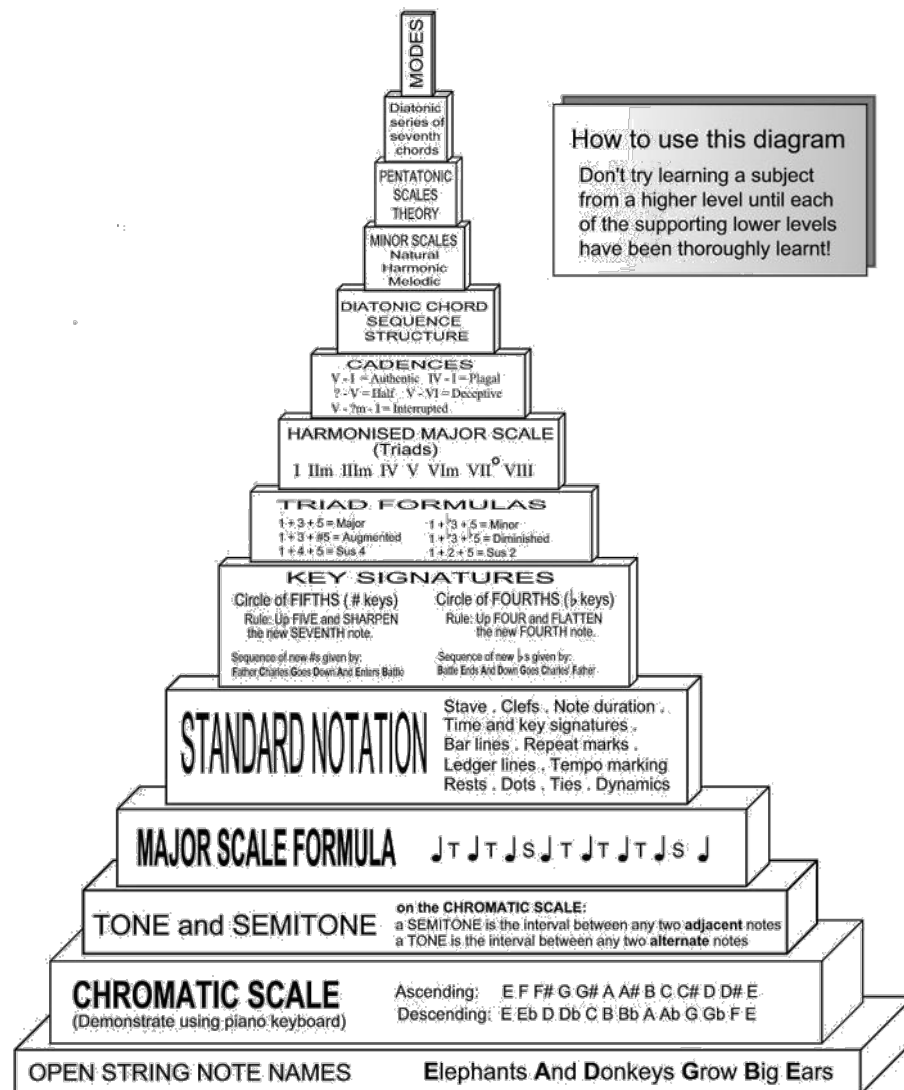 MODES
Diatonic
series of
seventh
chords
PENTATONIC
SCALES
THEORY
MINOR SCALES
Natural
Harmonic
Melodic
DIATONIC CHORD
SEQUENCE
STRUCTURE
CADENCES
V - I = Authentic IV - I = Plagal
? - V = Half V - VI = Deceptive
V - ?m - I = Interrupted
HARMONISED MAJOR SCALE
(Triads)
I IIm IIIm IV V VIm VII° VIII
TRIAD FORMULAS
1 + 3 + 5 = Major 1 + ♭3 + 5 = Minor
1 + 3 + #5 = Augmented 1 + ♭3 + ♭5 = Diminished
1 + 4 + 5 = Sus 4 1 + 2 + 5 = Sus 2
KEY SIGNATURES
Circle of FIFTHS ( # keys)
Rule: Up FIVE and SHARPEN
the new SEVENTH note.
Sequence of new #s given by:
Father Charles Goes Down And Enters Battle
Circle of FOURTHS (♭ keys)
Rule: Up FOUR and FLATTEN
the new FOURTH note.
Sequence of new ♭s given by:
Battle Ends And Down Goes Charles' Father
STANDARD NOTATION
Stave . Clefs . Note duration .
Time and key signatures .
Bar lines . Repeat marks .
Ledger lines . Tempo marking
Rests . Dots . Ties . Dynamics
MAJOR SCALE FORMULA ♩ T ♩ T ♩ S ♩ T ♩ T ♩ T ♩ S ♩
TONE and SEMITONE
on the CHROMATIC SCALE:
a SEMITONE is the interval between any two adjacent notes
a TONE is the interval between any two alternate notes
CHROMATIC SCALE
(Demonstrate using piano keyboard)
Ascending: E F F# G G# A A# B C C# D D# E
Descending: E Eb D Db C B Bb A Ab G Gb F E
OPEN STRING NOTE NAMES Elephants And Donkeys Grow Big Ears
How to use this diagram
Don't try learning a subject
from a higher level until each
of the supporting lower levels
have been thoroughly learnt!